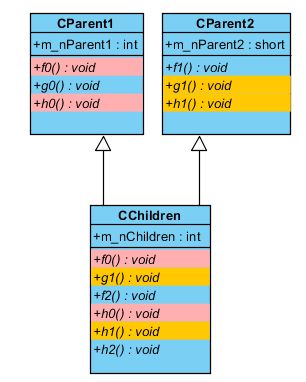 CParent1
+m_nParent1 : int
+f0() : void
+g0() : void
+h0() : void
CParent2
+m_nParent2 : short
+f1() : void
+g1() : void
+h1() : void
CChildren
+m_nChildren : int
+f0() : void
+g1() : void
+f2() : void
+h0() : void
+h1() : void
+h2() : void